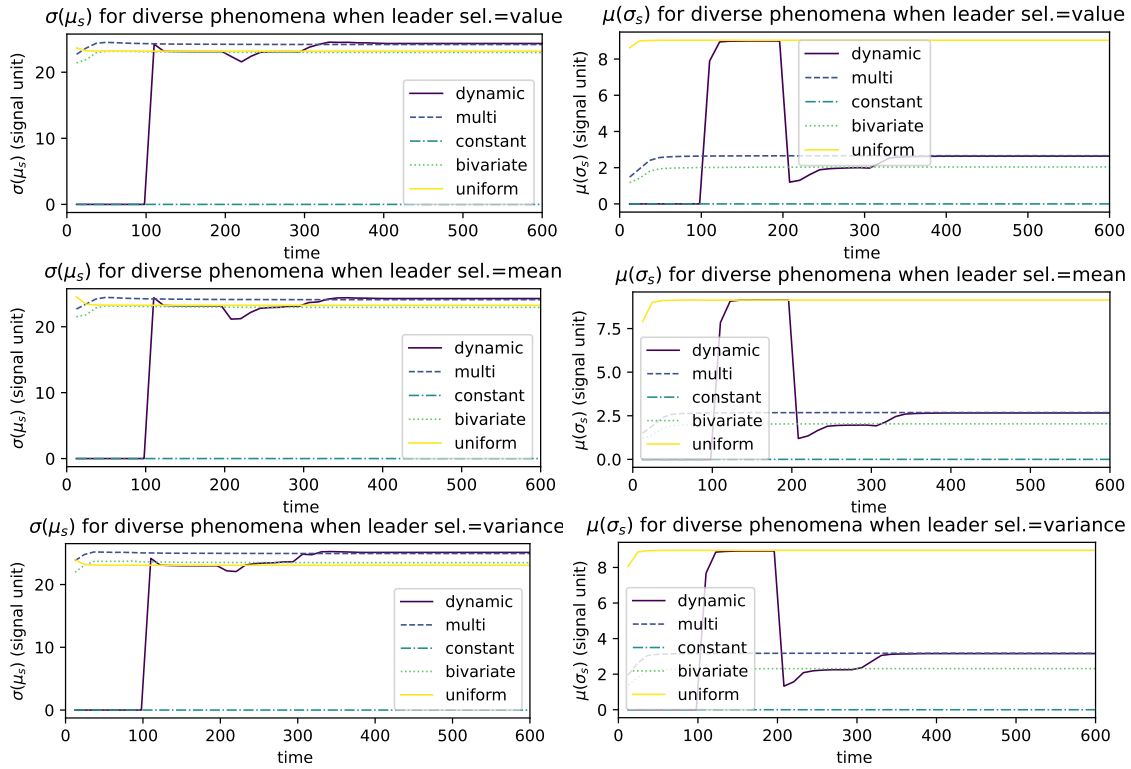 σ(μₛ) for diverse phenomena when leader sel.=value
σ(μₛ) (signal unit)
20
10
0
dynamic
multi
constant
bivariate
uniform
0 100 200 300 400 500 600
time
μ(σₛ) for diverse phenomena when leader sel.=value
μ(σₛ) (signal unit)
8
6
4
2
0
dynamic
multi
constant
bivariate
uniform
0 100 200 300 400 500 600
time
σ(μₛ) for diverse phenomena when leader sel.=mean
σ(μₛ) (signal unit)
20
10
0
dynamic
multi
constant
bivariate
uniform
0 100 200 300 400 500 600
time
μ(σₛ) for diverse phenomena when leader sel.=mean
μ(σₛ) (signal unit)
7.5
5.0
2.5
0.0
dynamic
multi
constant
bivariate
uniform
0 100 200 300 400 500 600
time
σ(μₛ) for diverse phenomena when leader sel.=variance
σ(μₛ) (signal unit)
20
10
0
dynamic
multi
constant
bivariate
uniform
0 100 200 300 400 500 600
time
μ(σₛ) for diverse phenomena when leader sel.=variance
μ(σₛ) (signal unit)
8
6
4
2
0
dynamic
multi
constant
bivariate
uniform
0 100 200 300 400 500 600
time